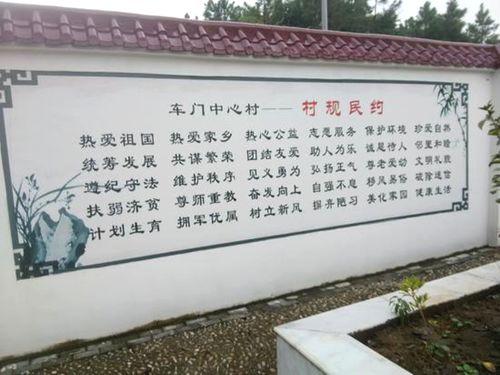 车门中心村—— 村规民约
热爱祖国 热爱家乡 热心公益 志愿服务 保护环境 珍爱自然
统筹发展 共谋繁荣 团结友爱 助人为乐 诚是待人 邻里和睦
遵纪守法 维护秩序 见义勇为 弘扬正气 尊老爱幼 文明礼貌
扶弱济贫 尊师重教 奋发向上 自强不息 移风易俗 破除迷信
计划生育 拥军优属 树立新风 摒弃陋习 美化家园 健康生活